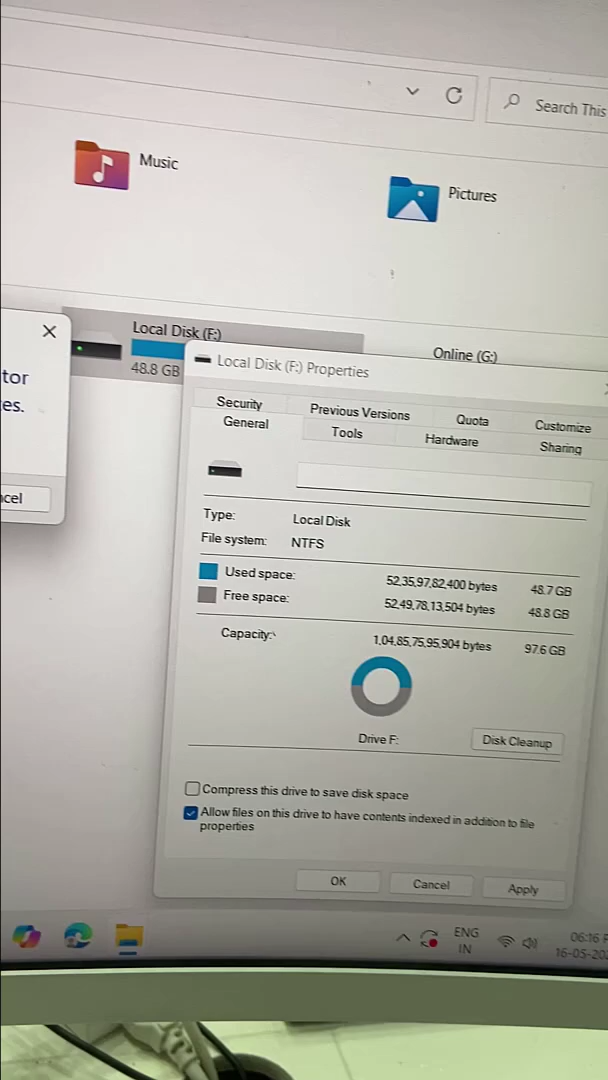 Search This
Music
Pictures
Local Disk (F:)
48.8 GB
Online (G:)
tor
es.
cel
Local Disk (F:) Properties
Security
Previous Versions
Quota
Customize
General
Tools
Hardware
Sharing
Type:
Local Disk
File system:
NTFS
Used space:
52,35,97,82,400 bytes
48.7 GB
Free space:
52,49,78,13,504 bytes
48.8 GB
Capacity:
1,04,85,75,95,904 bytes
97.6 GB
Drive F:
Disk Cleanup
Compress this drive to save disk space
Allow files on this drive to have contents indexed in addition to file
properties
OK
Cancel
Apply
ENG
IN
06:16
16-05-20